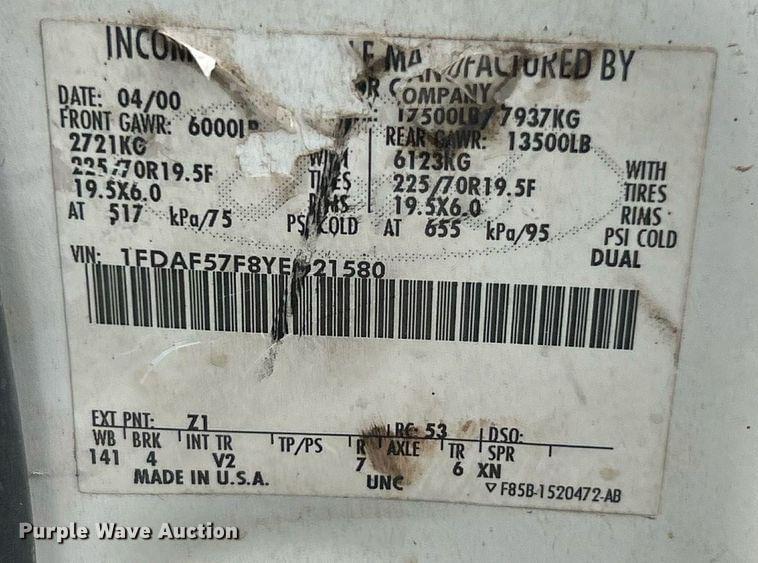 INCOM MANUFACTURED BY
COMPANY
DATE: 04/00
17500LB/ 7937KG
FRONT GAWR: 6000LB
2721KG
225/70R19.5F
19.5X6.0
WITH
TIRES
RIMS
AT 517 kPa/75 PSI COLD
REAR GAWR: 13500LB
6123KG
225/70R19.5F
19.5X6.0
WITH
TIRES
RIMS
AT 655 kPa/95 PSI COLD
DUAL
VIN: 1FDAF57F8YE 21580
EXT PNT: Z1 RC: 53 DSO:
WB BRK INT TR TP/PS R AXLE TR SPR
141 4 V2 7 6 XN
MADE IN U.S.A. UNC F85B-1520472-AB
Purple Wave Auction